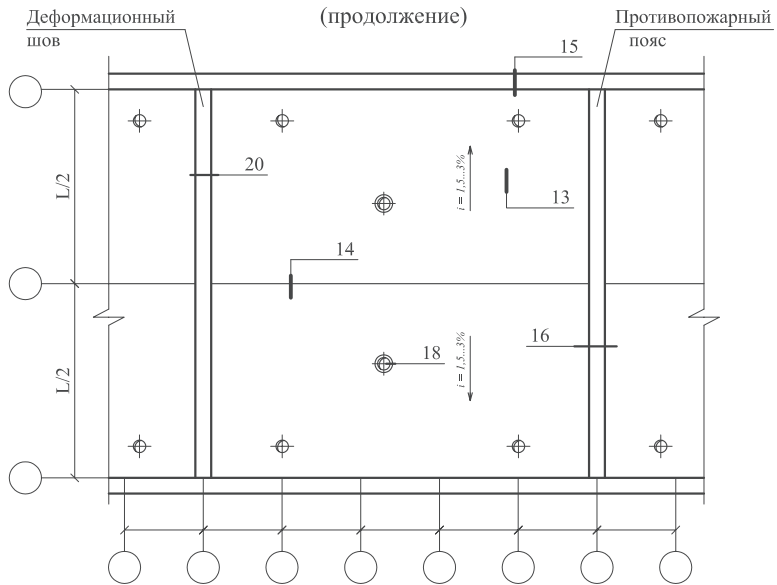 (продолжение)
Деформационный
шов
Противопожарный
пояс
15
20
i = 1,5...3%
13
L/2
14
18
i = 1,5...3%
16
L/2